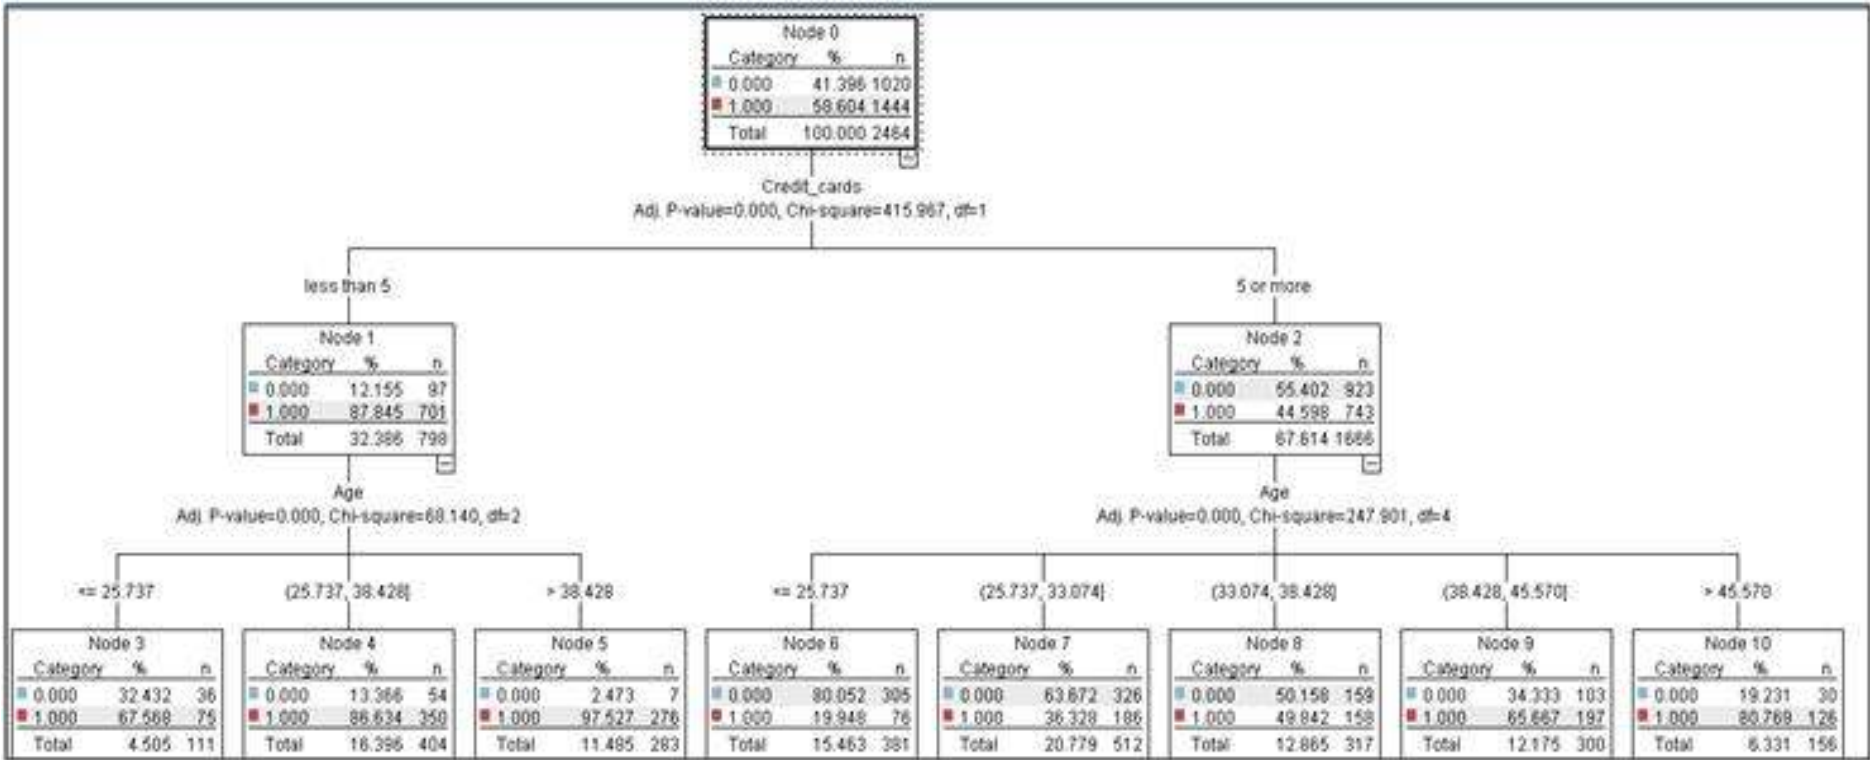 Node 0
Category % n
0.000 41.396 1020
1.000 58.604 1444
Total 100.000 2464
Credit_cards
Adj. P-value=0.000, Chi-square=415.967, df=1
less than 5
5 or more
Node 1
Category % n
0.000 12.155 97
1.000 87.845 701
Total 32.386 798
Node 2
Category % n
0.000 55.402 923
1.000 44.598 743
Total 67.614 1666
Age
Adj. P-value=0.000, Chi-square=68.140, df=2
Age
Adj. P-value=0.000, Chi-square=247.901, df=4
<= 25.737
(25.737, 38.428]
> 38.428
<= 25.737
(25.737, 33.074]
(33.074, 38.428]
(38.428, 45.570]
> 45.570
Node 3
Category % n
0.000 32.432 36
1.000 67.568 75
Total 4.505 111
Node 4
Category % n
0.000 13.366 54
1.000 86.634 350
Total 16.396 404
Node 5
Category % n
0.000 2.473 7
1.000 97.527 276
Total 11.485 283
Node 6
Category % n
0.000 80.052 305
1.000 19.948 76
Total 15.463 381
Node 7
Category % n
0.000 63.672 326
1.000 36.328 186
Total 20.779 512
Node 8
Category % n
0.000 50.158 159
1.000 49.842 158
Total 12.865 317
Node 9
Category % n
0.000 34.333 103
1.000 65.667 197
Total 12.175 300
Node 10
Category % n
0.000 19.231 30
1.000 80.769 126
Total 6.331 156